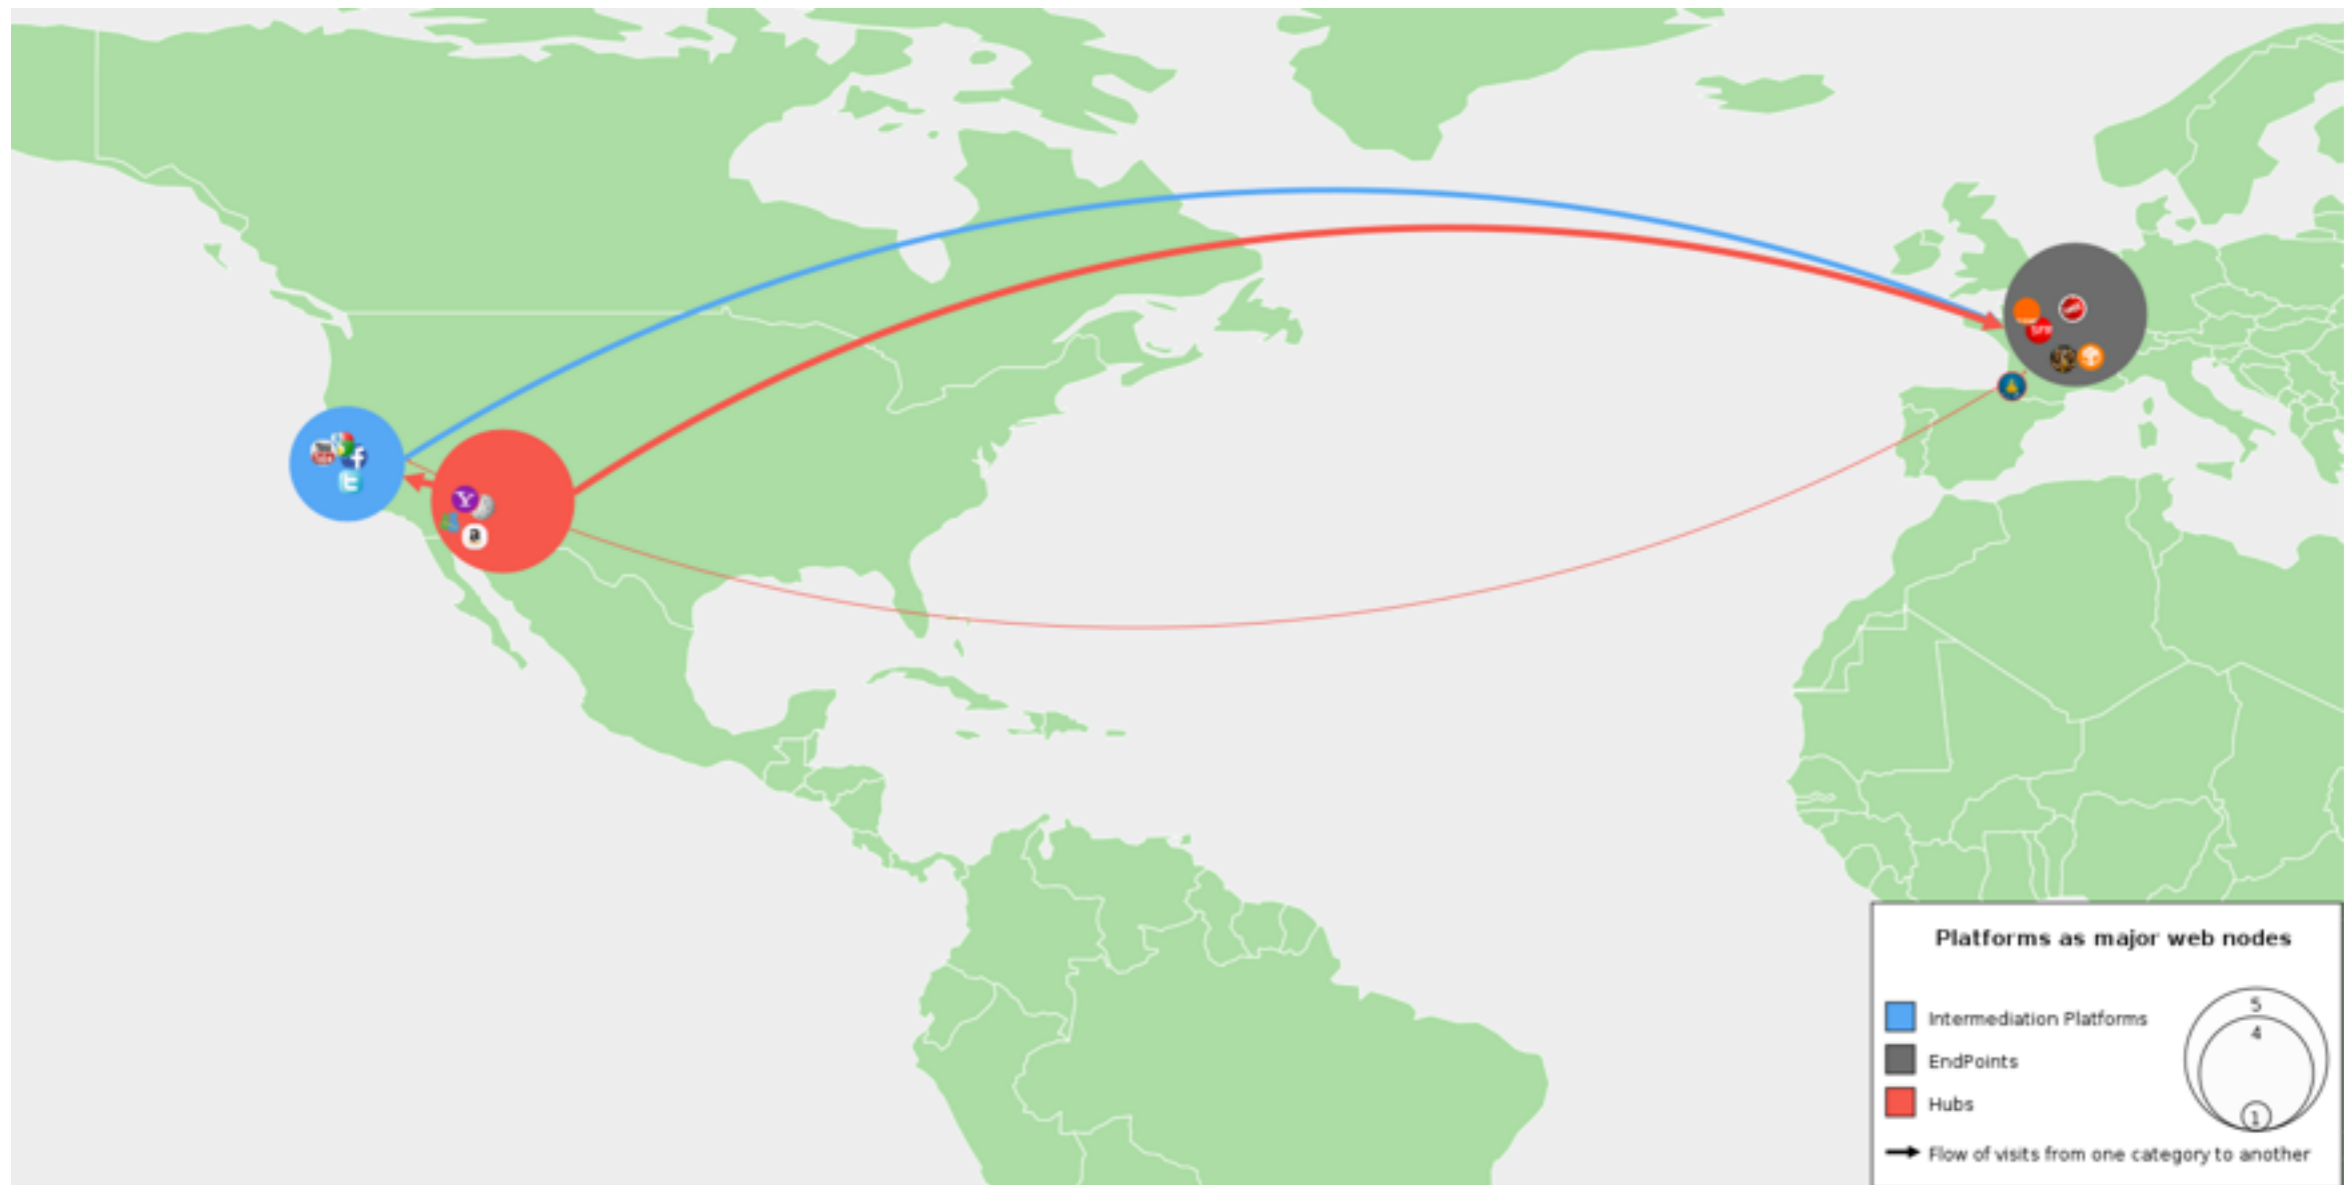 f
t
Y
a
SFR
Platforms as major web nodes
5
4
1
Intermediation Platforms
EndPoints
Hubs
Flow of visits from one category to another